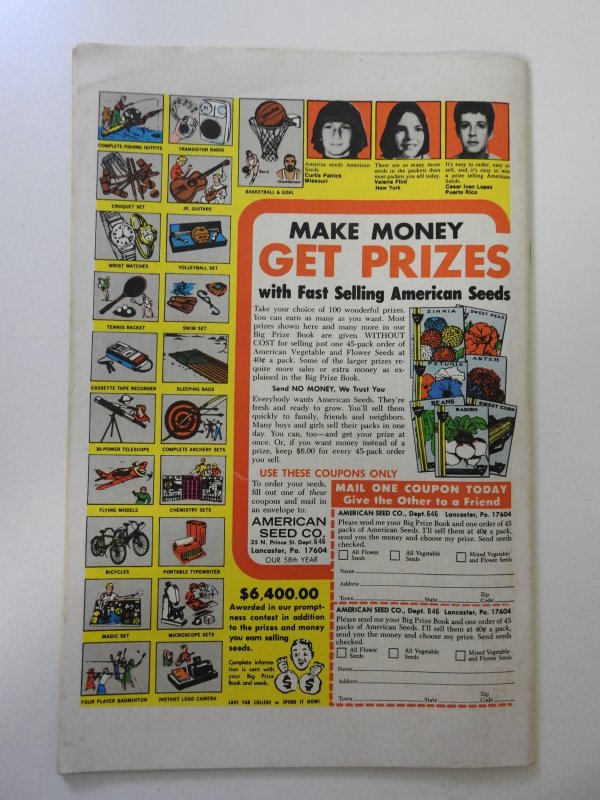 COMPLETE FISHING OUTFITS
TRANSISTOR RADIO
BASKETBALL & GOAL
CROQUET SET
JR. GUITARS
WRIST WATCHES
VOLLEYBALL SET
TENNIS RACKET
SWIM SET
CASSETTE TAPE RECORDER
SLEEPING BAGS
30-POWER TELESCOPE
COMPLETE ARCHERY SETS
FLYING MODELS
CHEMISTRY SETS
BICYCLES
PORTABLE TYPEWRITER
MAGIC SET
MICROSCOPE SETS
FOUR PLAYER BADMINTON
INSTANT LOAD CAMERA
America needs American
Seeds
Curtis Patrick
Missouri
There are so many more
seeds in the packets than
most packets you sell today.
Valerie Flint
New York
It's easy to order, easy to
sell, and it's easy to win
a prize selling American
Seeds.
Cesar Ivan Lopez
Puerto Rico
MAKE MONEY
GET PRIZES
with Fast Selling American Seeds
Take your choice of 100 wonderful prizes.
You can earn as many as you want. Most
prizes shown here and many more in our
Big Prize Book are given WITHOUT
COST for selling just one 45-pack order of
American Vegetable and Flower Seeds at
40¢ a pack. Some of the larger prizes re-
quire more sales or extra money as ex-
plained in the Big Prize Book.
Send NO MONEY, We Trust You
Everybody wants American Seeds. They're
fresh and ready to grow. You'll sell them
quickly to family, friends and neighbors.
Many boys and girls sell their packs in one
day. You can, too—and get your prize at
once. Or, if you want money instead of a
prize, keep $6.00 for every 45-pack order
you sell.
ZINNIA
SWEET PEAS
PETUNIA
ASTER
BEANS
RADISH
SWEET CORN
USE THESE COUPONS ONLY
To order your seeds,
fill out one of these
coupons and mail in
an envelope to:
AMERICAN
SEED CO.
35 N. Prince St. Dept. 646
Lancaster, Pa. 17604
OUR 58th YEAR
MAIL ONE COUPON TODAY
Give the Other to a Friend
AMERICAN SEED CO., Dept. 646 Lancaster, Pa. 17604
Please send me your Big Prize Book and one order of 45
packs of American Seeds. I'll sell them at 40¢ a pack,
send you the money and choose my prize. Send seeds
checked.
All Flower
Seeds
All Vegetable
Seeds
Mixed Vegetable
and Flower Seeds
Name
Address
Town State Zip Code
AMERICAN SEED CO., Dept. 646 Lancaster, Pa. 17604
Please send me your Big Prize Book and one order of 45
packs of American Seeds. I'll sell them at 40¢ a pack,
send you the money and choose my prize. Send seeds
checked.
All Flower
Seeds
All Vegetable
Seeds
Mixed Vegetable
and Flower Seeds
Name
Address
Town State Zip Code
$6,400.00
Awarded in our prompt-
ness contest in addition
to the prizes and money
you earn selling
seeds.
Complete informa-
tion is sent with
your Big Prize
Book and seeds.
$ $
SAVE FOR COLLEGE or SPEND IT NOW!